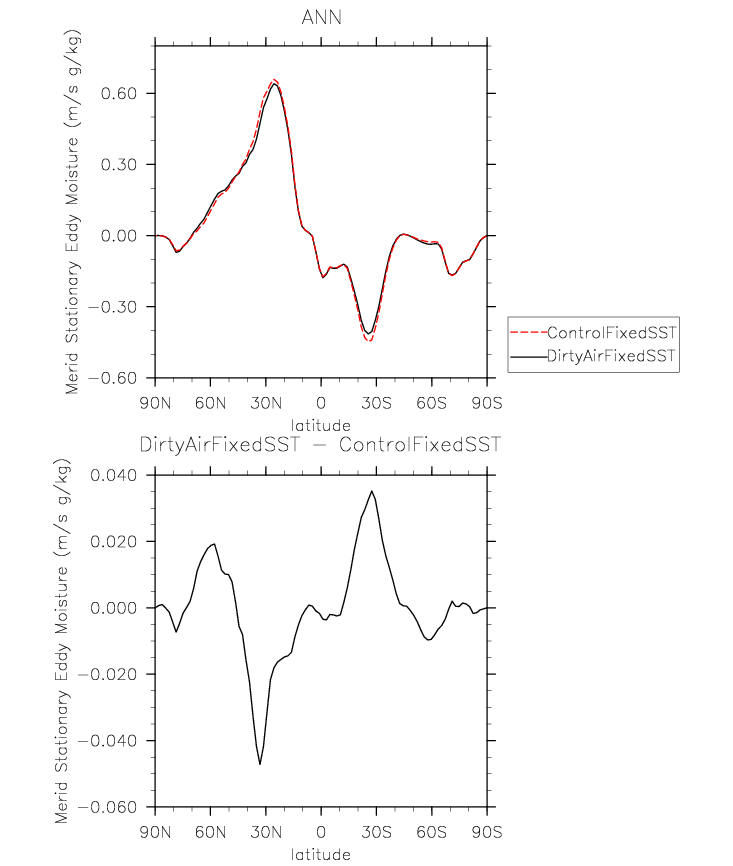 ANN
Merid Stationary Eddy Moisture (m/s g/kg)
0.60
0.30
0.00
−0.30
−0.60
90N 60N 30N 0 30S 60S 90S
latitude
ControlFixedSST
DirtyAirFixedSST
DirtyAirFixedSST − ControlFixedSST
Merid Stationary Eddy Moisture (m/s g/kg)
0.040
0.020
0.000
−0.020
−0.040
−0.060
90N 60N 30N 0 30S 60S 90S
latitude